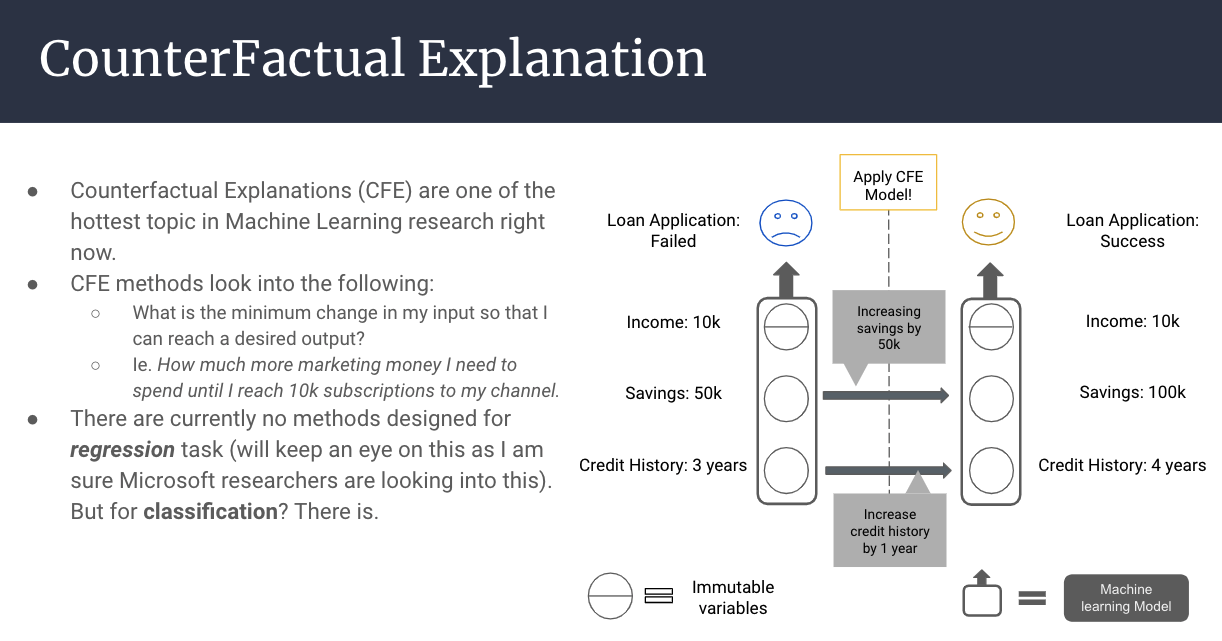 CounterFactual Explanation
● Counterfactual Explanations (CFE) are one of the
hottest topic in Machine Learning research right
now.
● CFE methods look into the following:
○ What is the minimum change in my input so that I
can reach a desired output?
○ Ie. How much more marketing money I need to
spend until I reach 10k subscriptions to my channel.
● There are currently no methods designed for
regression task (will keep an eye on this as I am
sure Microsoft researchers are looking into this).
But for classification? There is.
Apply CFE
Model!
Loan Application:
Failed
Loan Application:
Success
Increasing
savings by
50k
Income: 10k
Income: 10k
Savings: 50k
Savings: 100k
Credit History: 3 years
Credit History: 4 years
Increase
credit history
by 1 year
Immutable
variables
Machine
learning Model